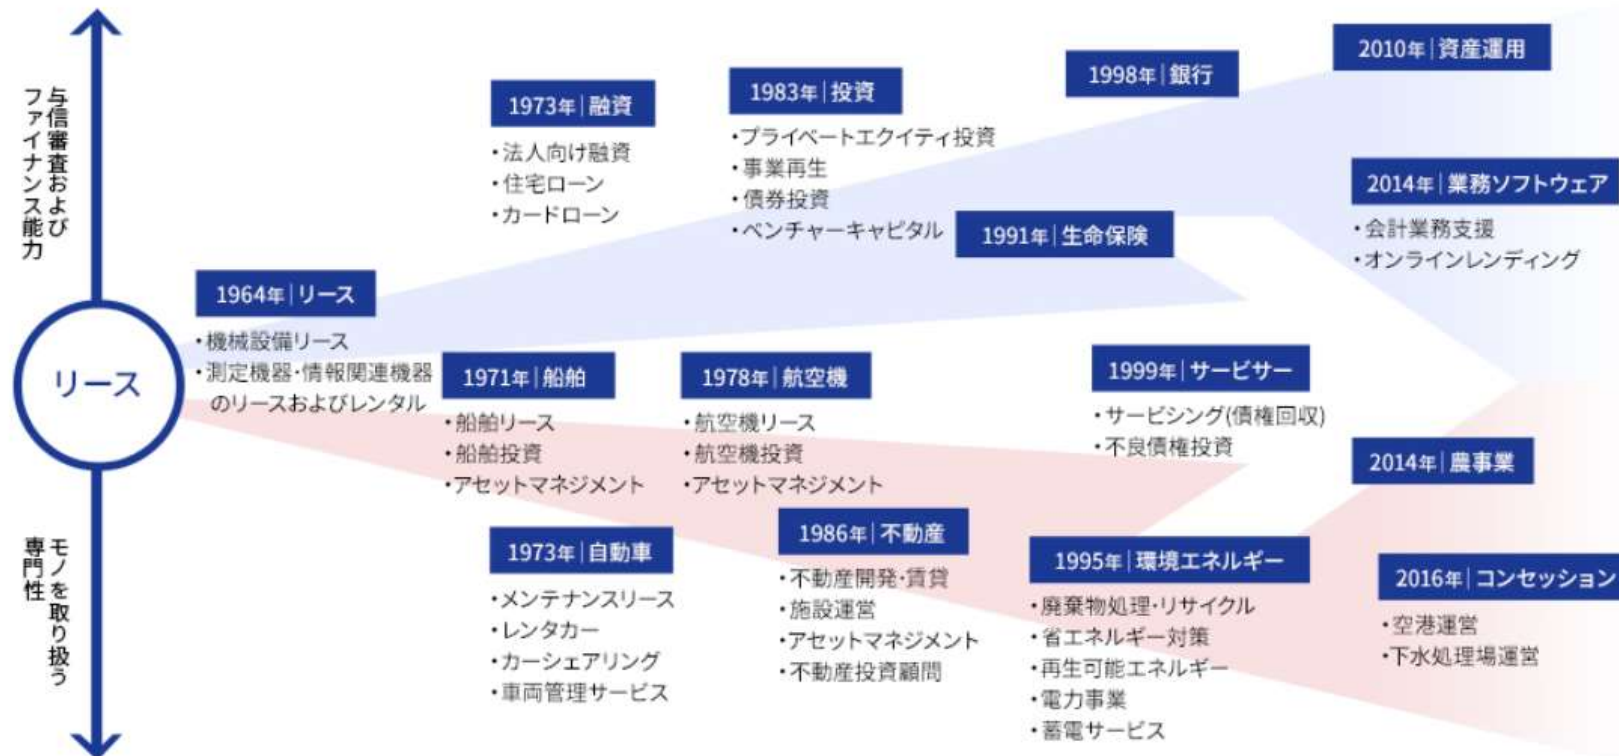 与信審査および
ファイナンス能力
リース
モノを取り扱う
専門性
1964年|リース
・機械設備リース
・測定機器・情報関連機器
のリースおよびレンタル
1973年|融資
・法人向け融資
・住宅ローン
・カードローン
1983年|投資
・プライベートエクイティ投資
・事業再生
・債券投資
・ベンチャーキャピタル
1991年|生命保険
1998年|銀行
2010年|資産運用
2014年|業務ソフトウェア
・会計業務支援
・オンラインレンディング
1971年|船舶
・船舶リース
・船舶投資
・アセットマネジメント
1978年|航空機
・航空機リース
・航空機投資
・アセットマネジメント
1999年|サービサー
・サービシング(債権回収)
・不良債権投資
2014年|農事業
1973年|自動車
・メンテナンスリース
・レンタカー
・カーシェアリング
・車両管理サービス
1986年|不動産
・不動産開発・賃貸
・施設運営
・アセットマネジメント
・不動産投資顧問
1995年|環境エネルギー
・廃棄物処理・リサイクル
・省エネルギー対策
・再生可能エネルギー
・電力事業
・蓄電サービス
2016年|コンセッション
・空港運営
・下水処理場運営